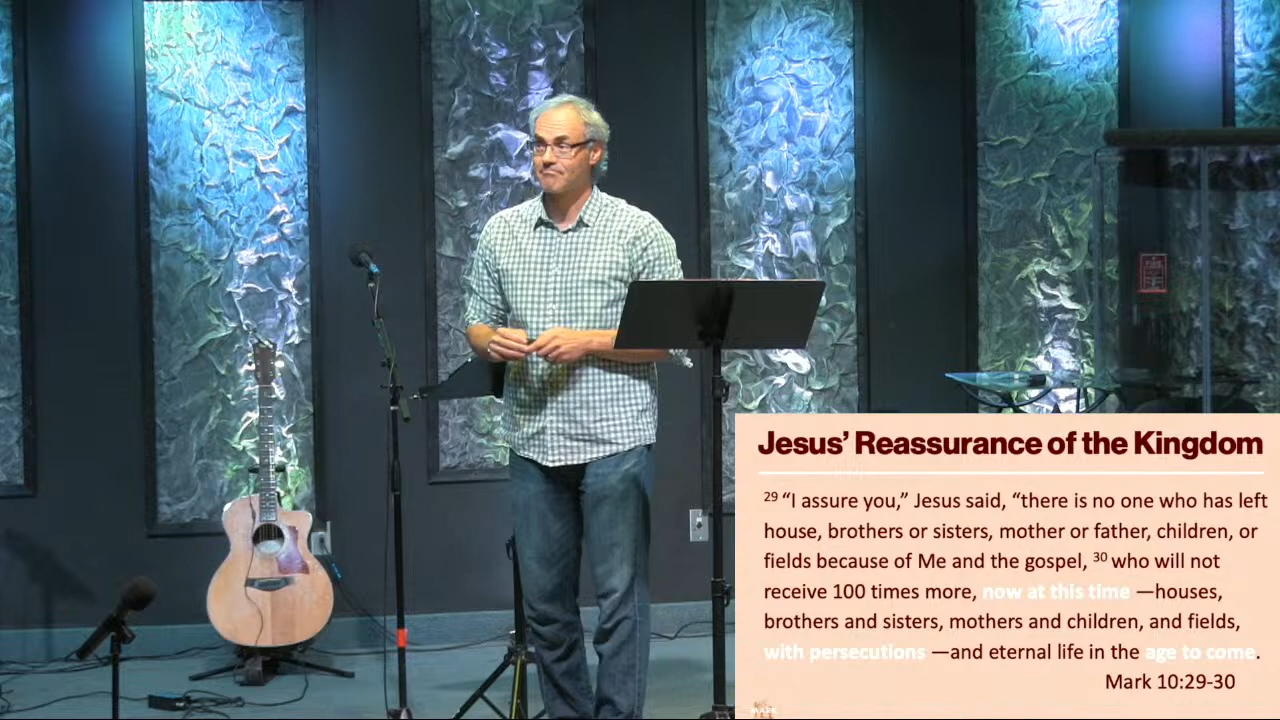 Jesus’ Reassurance of the Kingdom
29 “I assure you,” Jesus said, “there is no one who has left
house, brothers or sisters, mother or father, children, or
fields because of Me and the gospel, 30 who will not
receive 100 times more, now at this time —houses,
brothers and sisters, mothers and children, and fields,
with persecutions —and eternal life in the age to come.
Mark 10:29-30